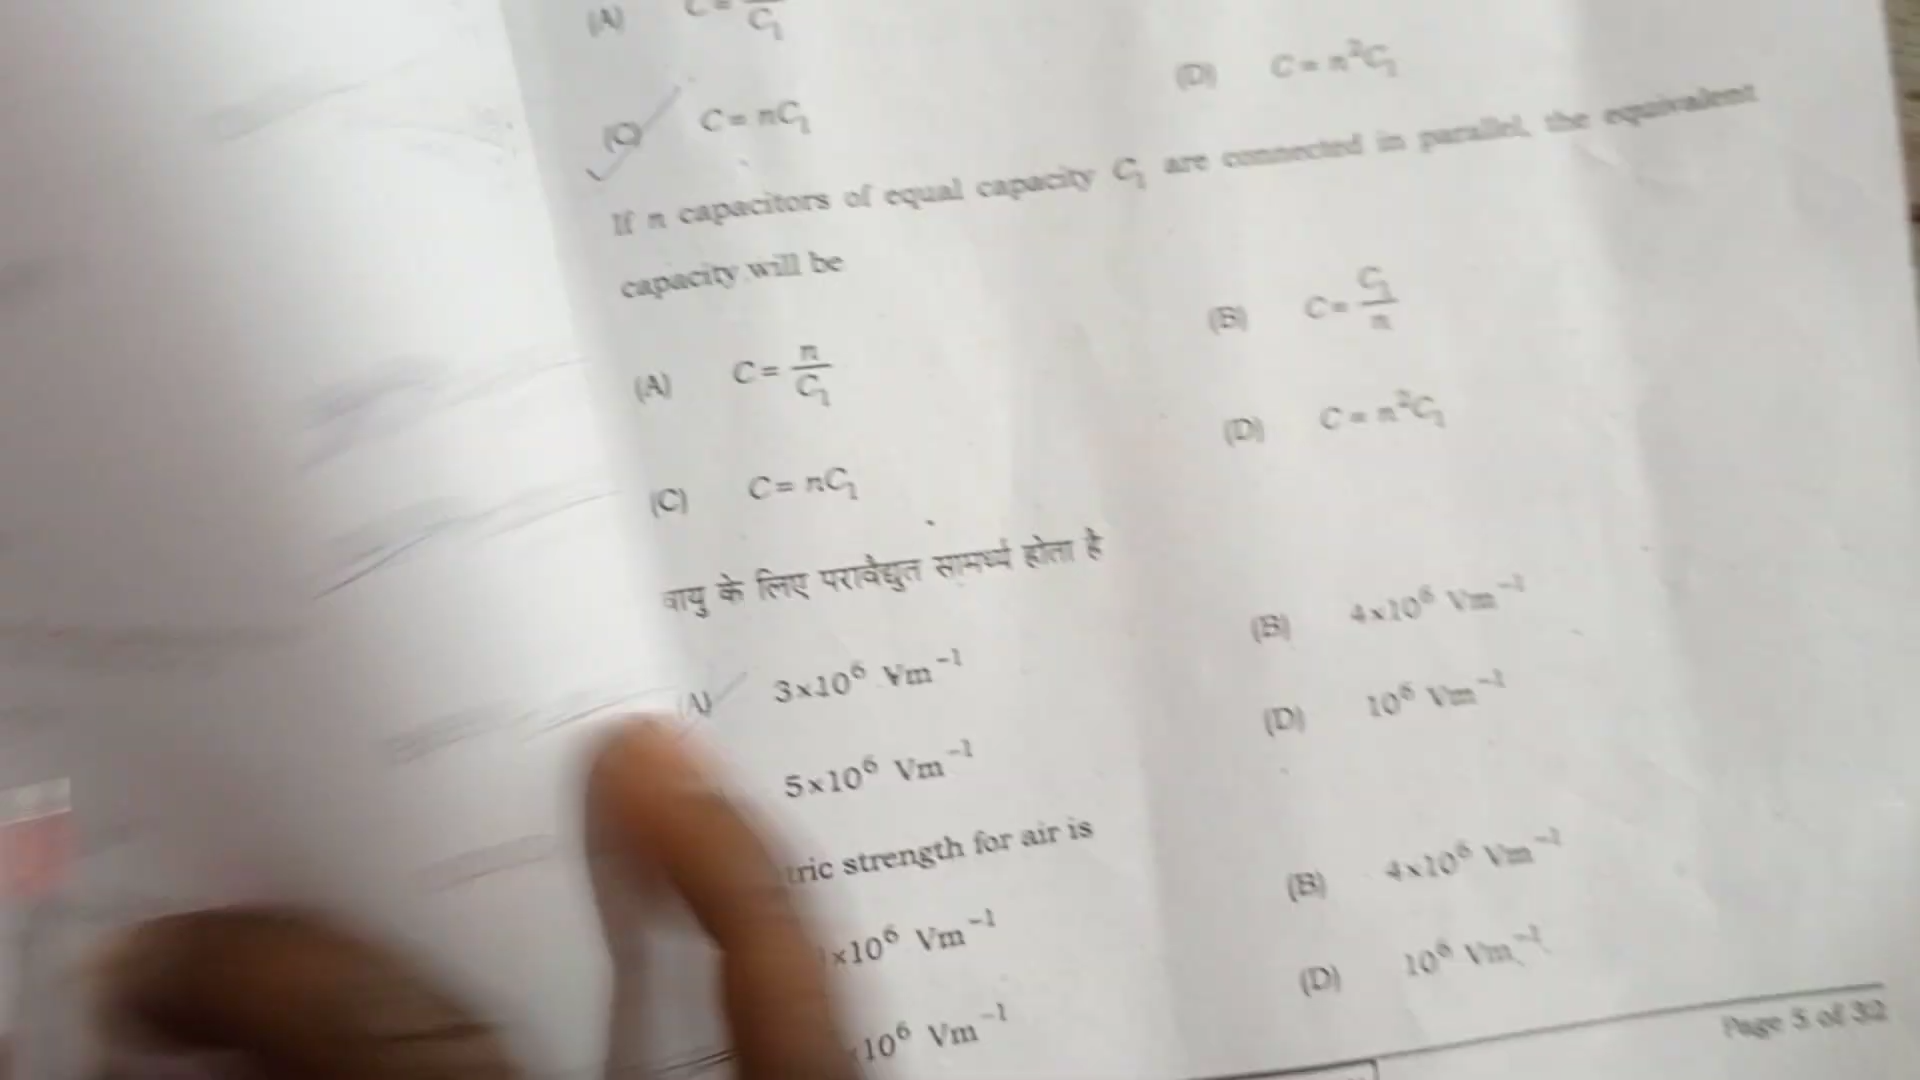 (A) C = C₁
(D) C = n²C₁
(C) C = nC₁
If n capacitors of equal capacity C₁ are connected in parallel, the equivalent
capacity will be
(B) C = C₁/n
(A) C = n/C₁
(D) C = n²C₁
(C) C = nC₁
वायु के लिए परावैद्युत सामर्थ्य होता है
(B) 4×10⁶ Vm⁻¹
(A) 3×10⁶ Vm⁻¹
(D) 10⁶ Vm⁻¹
5×10⁶ Vm⁻¹
tric strength for air is
(B) 4×10⁶ Vm⁻¹
×10⁶ Vm⁻¹
(D) 10⁶ Vm⁻¹
10⁶ Vm⁻¹
Page 5 of 32